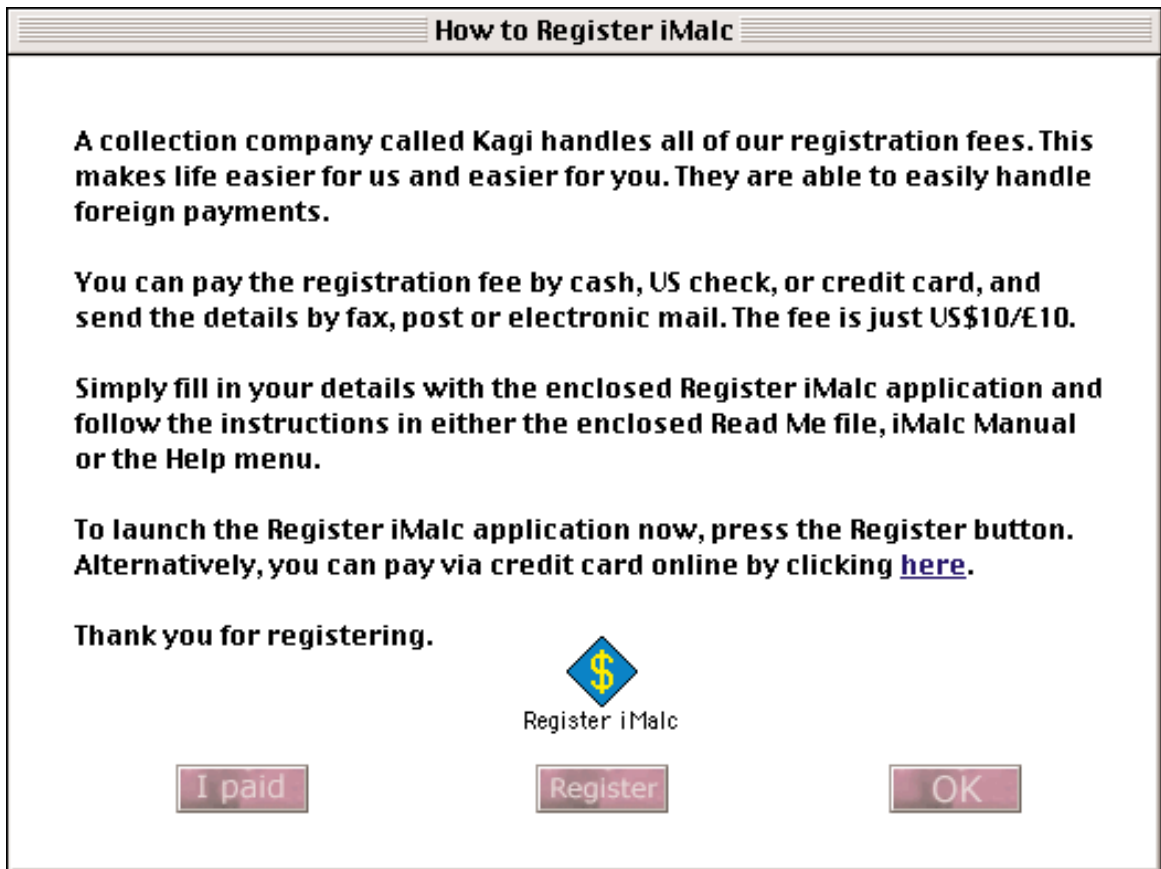 How to Register iMalc
A collection company called Kagi handles all of our registration fees. This
makes life easier for us and easier for you. They are able to easily handle
foreign payments.
You can pay the registration fee by cash, US check, or credit card, and
send the details by fax, post or electronic mail. The fee is just US$10/£10.
Simply fill in your details with the enclosed Register iMalc application and
follow the instructions in either the enclosed Read Me file, iMalc Manual
or the Help menu.
To launch the Register iMalc application now, press the Register button.
Alternatively, you can pay via credit card online by clicking here.
Thank you for registering.
$
Register iMalc
I paid
Register
OK